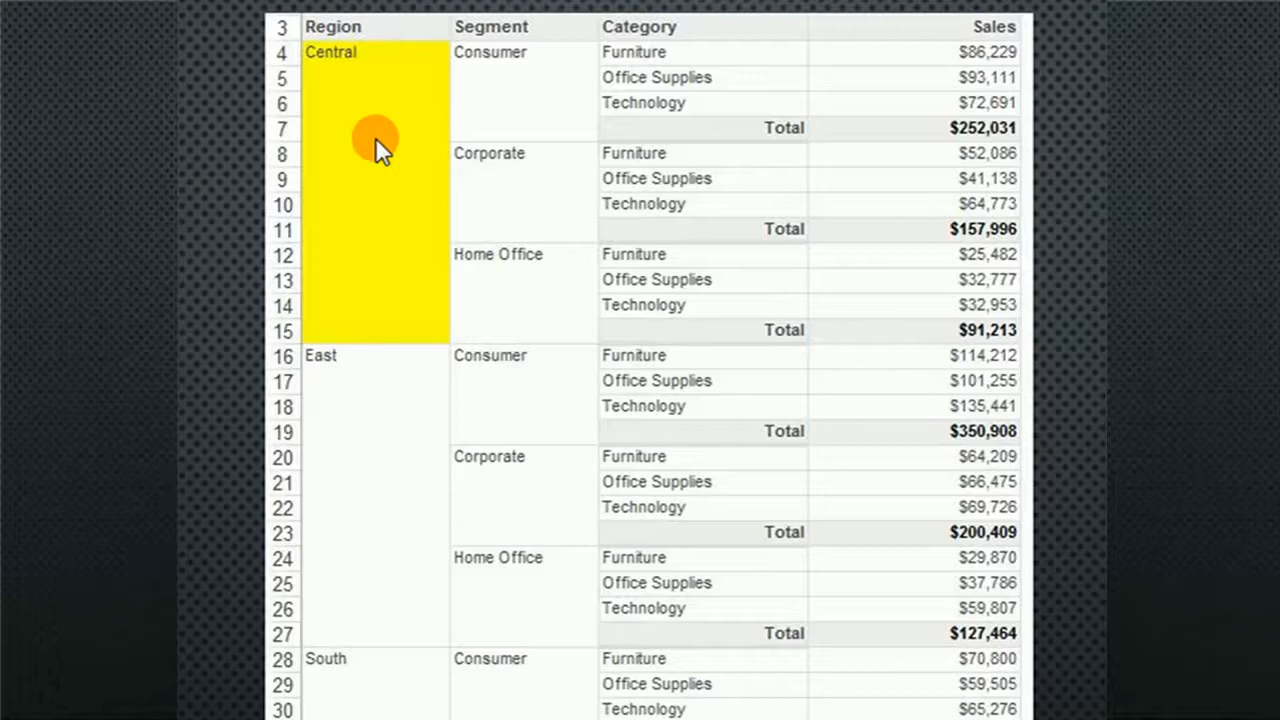 3 Region Segment Category Sales
4 Central Consumer Furniture $86,229
5 Office Supplies $93,111
6 Technology $72,691
7 Total $252,031
8 Corporate Furniture $52,086
9 Office Supplies $41,138
10 Technology $64,773
11 Total $157,996
12 Home Office Furniture $25,482
13 Office Supplies $32,777
14 Technology $32,953
15 Total $91,213
16 East Consumer Furniture $114,212
17 Office Supplies $101,255
18 Technology $135,441
19 Total $350,908
20 Corporate Furniture $64,209
21 Office Supplies $66,475
22 Technology $69,726
23 Total $200,409
24 Home Office Furniture $29,870
25 Office Supplies $37,786
26 Technology $59,807
27 Total $127,464
28 South Consumer Furniture $70,800
29 Office Supplies $59,505
30 Technology $65,276